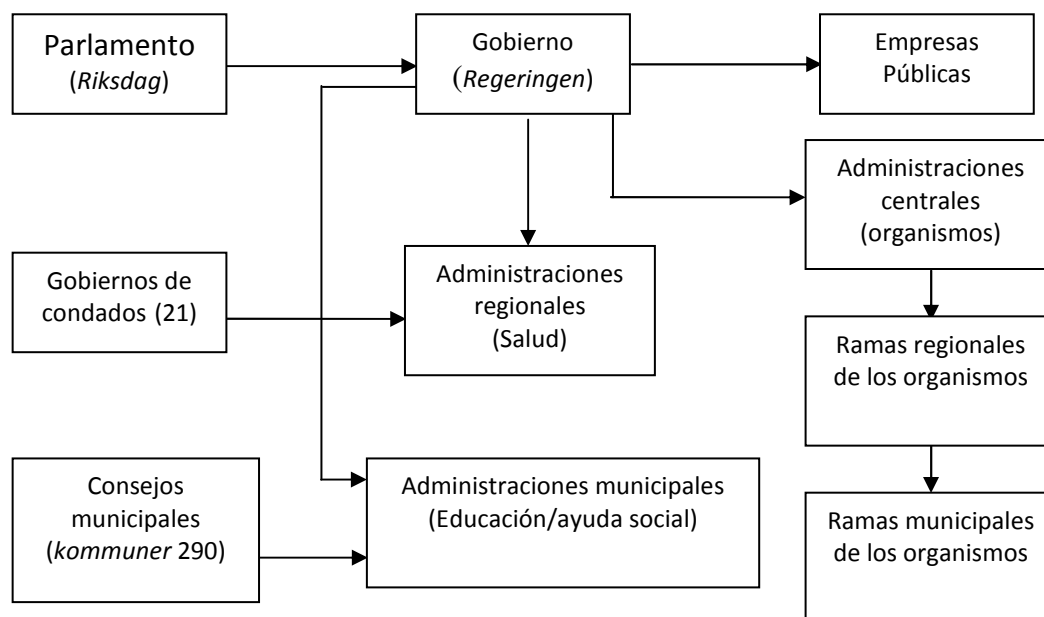 Parlamento
(Riksdag)
Gobierno
(Regeringen)
Empresas
Públicas
Administraciones
centrales
(organismos)
Gobiernos de
condados (21)
Administraciones
regionales
(Salud)
Ramas regionales
de los organismos
Consejos
municipales
(kommuner 290)
Administraciones municipales
(Educación/ayuda social)
Ramas municipales
de los organismos